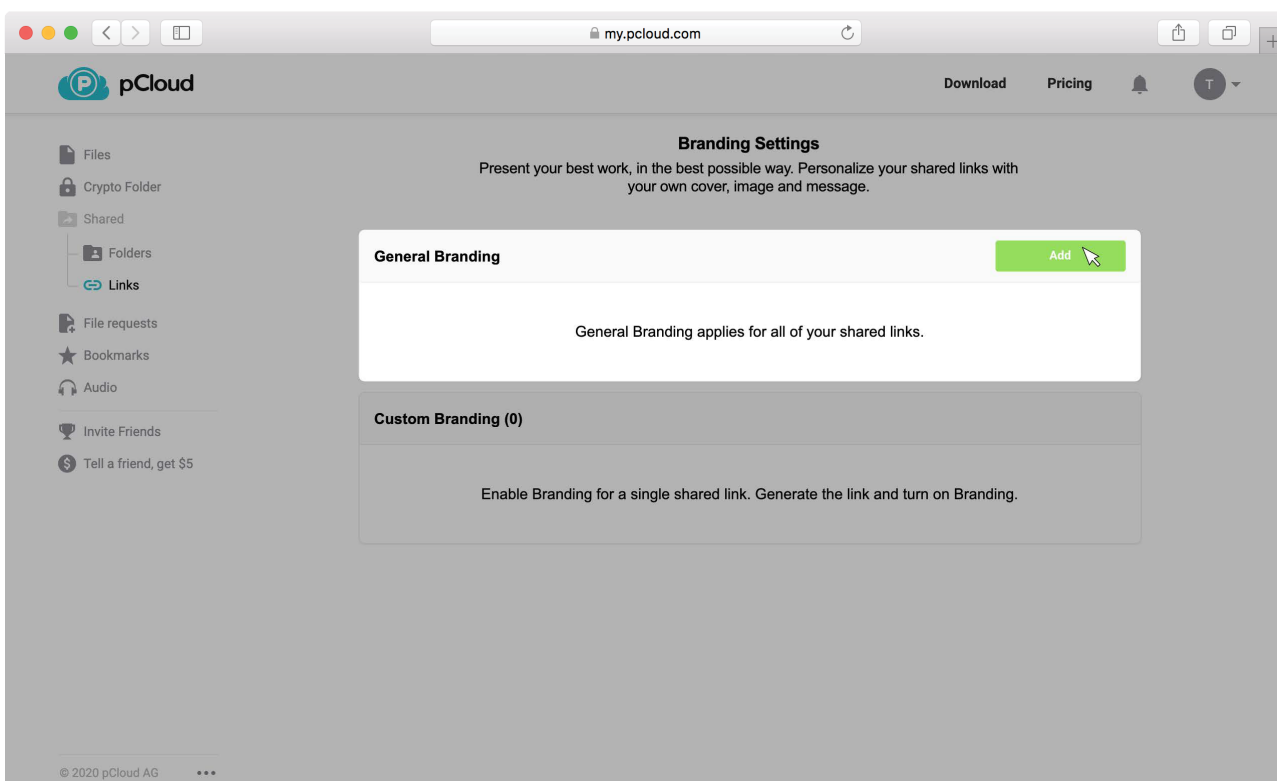 my.pcloud.com
P pCloud
Download Pricing T
Files
Crypto Folder
Shared
Folders
Links
File requests
Bookmarks
Audio
Invite Friends
$ Tell a friend, get $5
© 2020 pCloud AG
Branding Settings
Present your best work, in the best possible way. Personalize your shared links with
your own cover, image and message.
General Branding Add
General Branding applies for all of your shared links.
Custom Branding (0)
Enable Branding for a single shared link. Generate the link and turn on Branding.